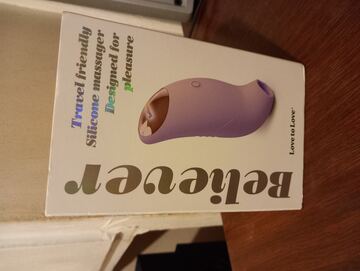 Travel friendly
Silicone massager
Designed for
pleasure
Believer
Love to Love®